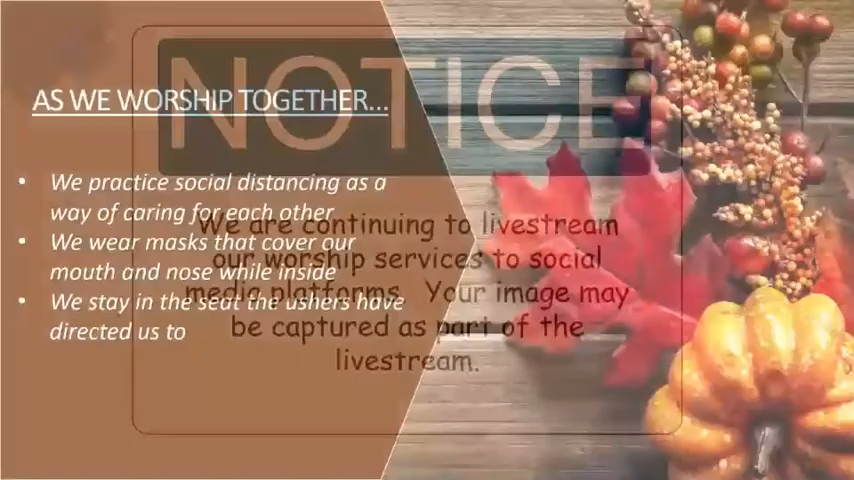 AS WE WORSHIP TOGETHER...
• We practice social distancing as a
way of caring for each other
• We wear masks that cover our
mouth and nose while inside
• We stay in the seat the ushers have
directed us to
NOTICE
We are continuing to livestream
our worship services to social
media platforms. Your image may
be captured as part of the
livestream.